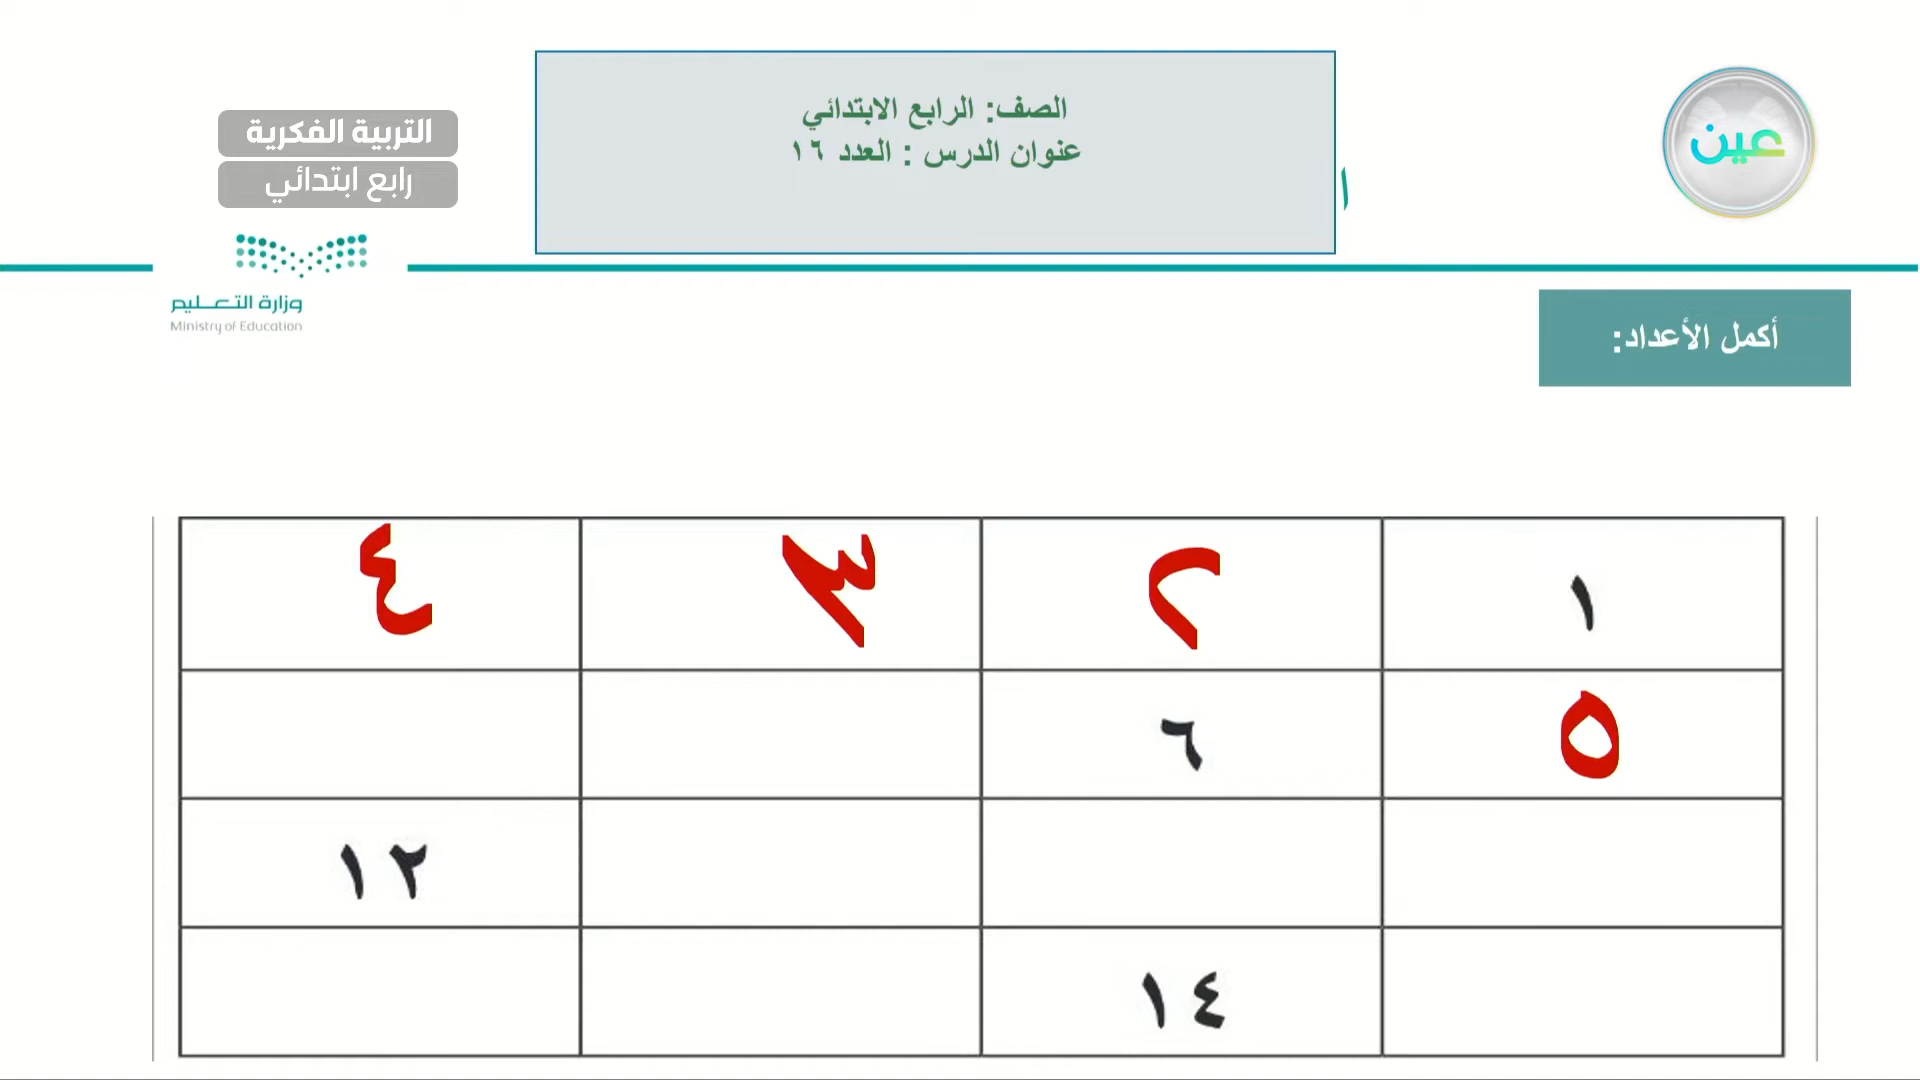 عين
الصف: الرابع الابتدائي
عنوان الدرس : العدد ١٦
التربية الفكرية
رابع ابتدائي
وزارة التعـــليم
Ministry of Education
أكمل الأعداد:
١ ٢ ٣ ٤
٥ ٦
١٢
١٤